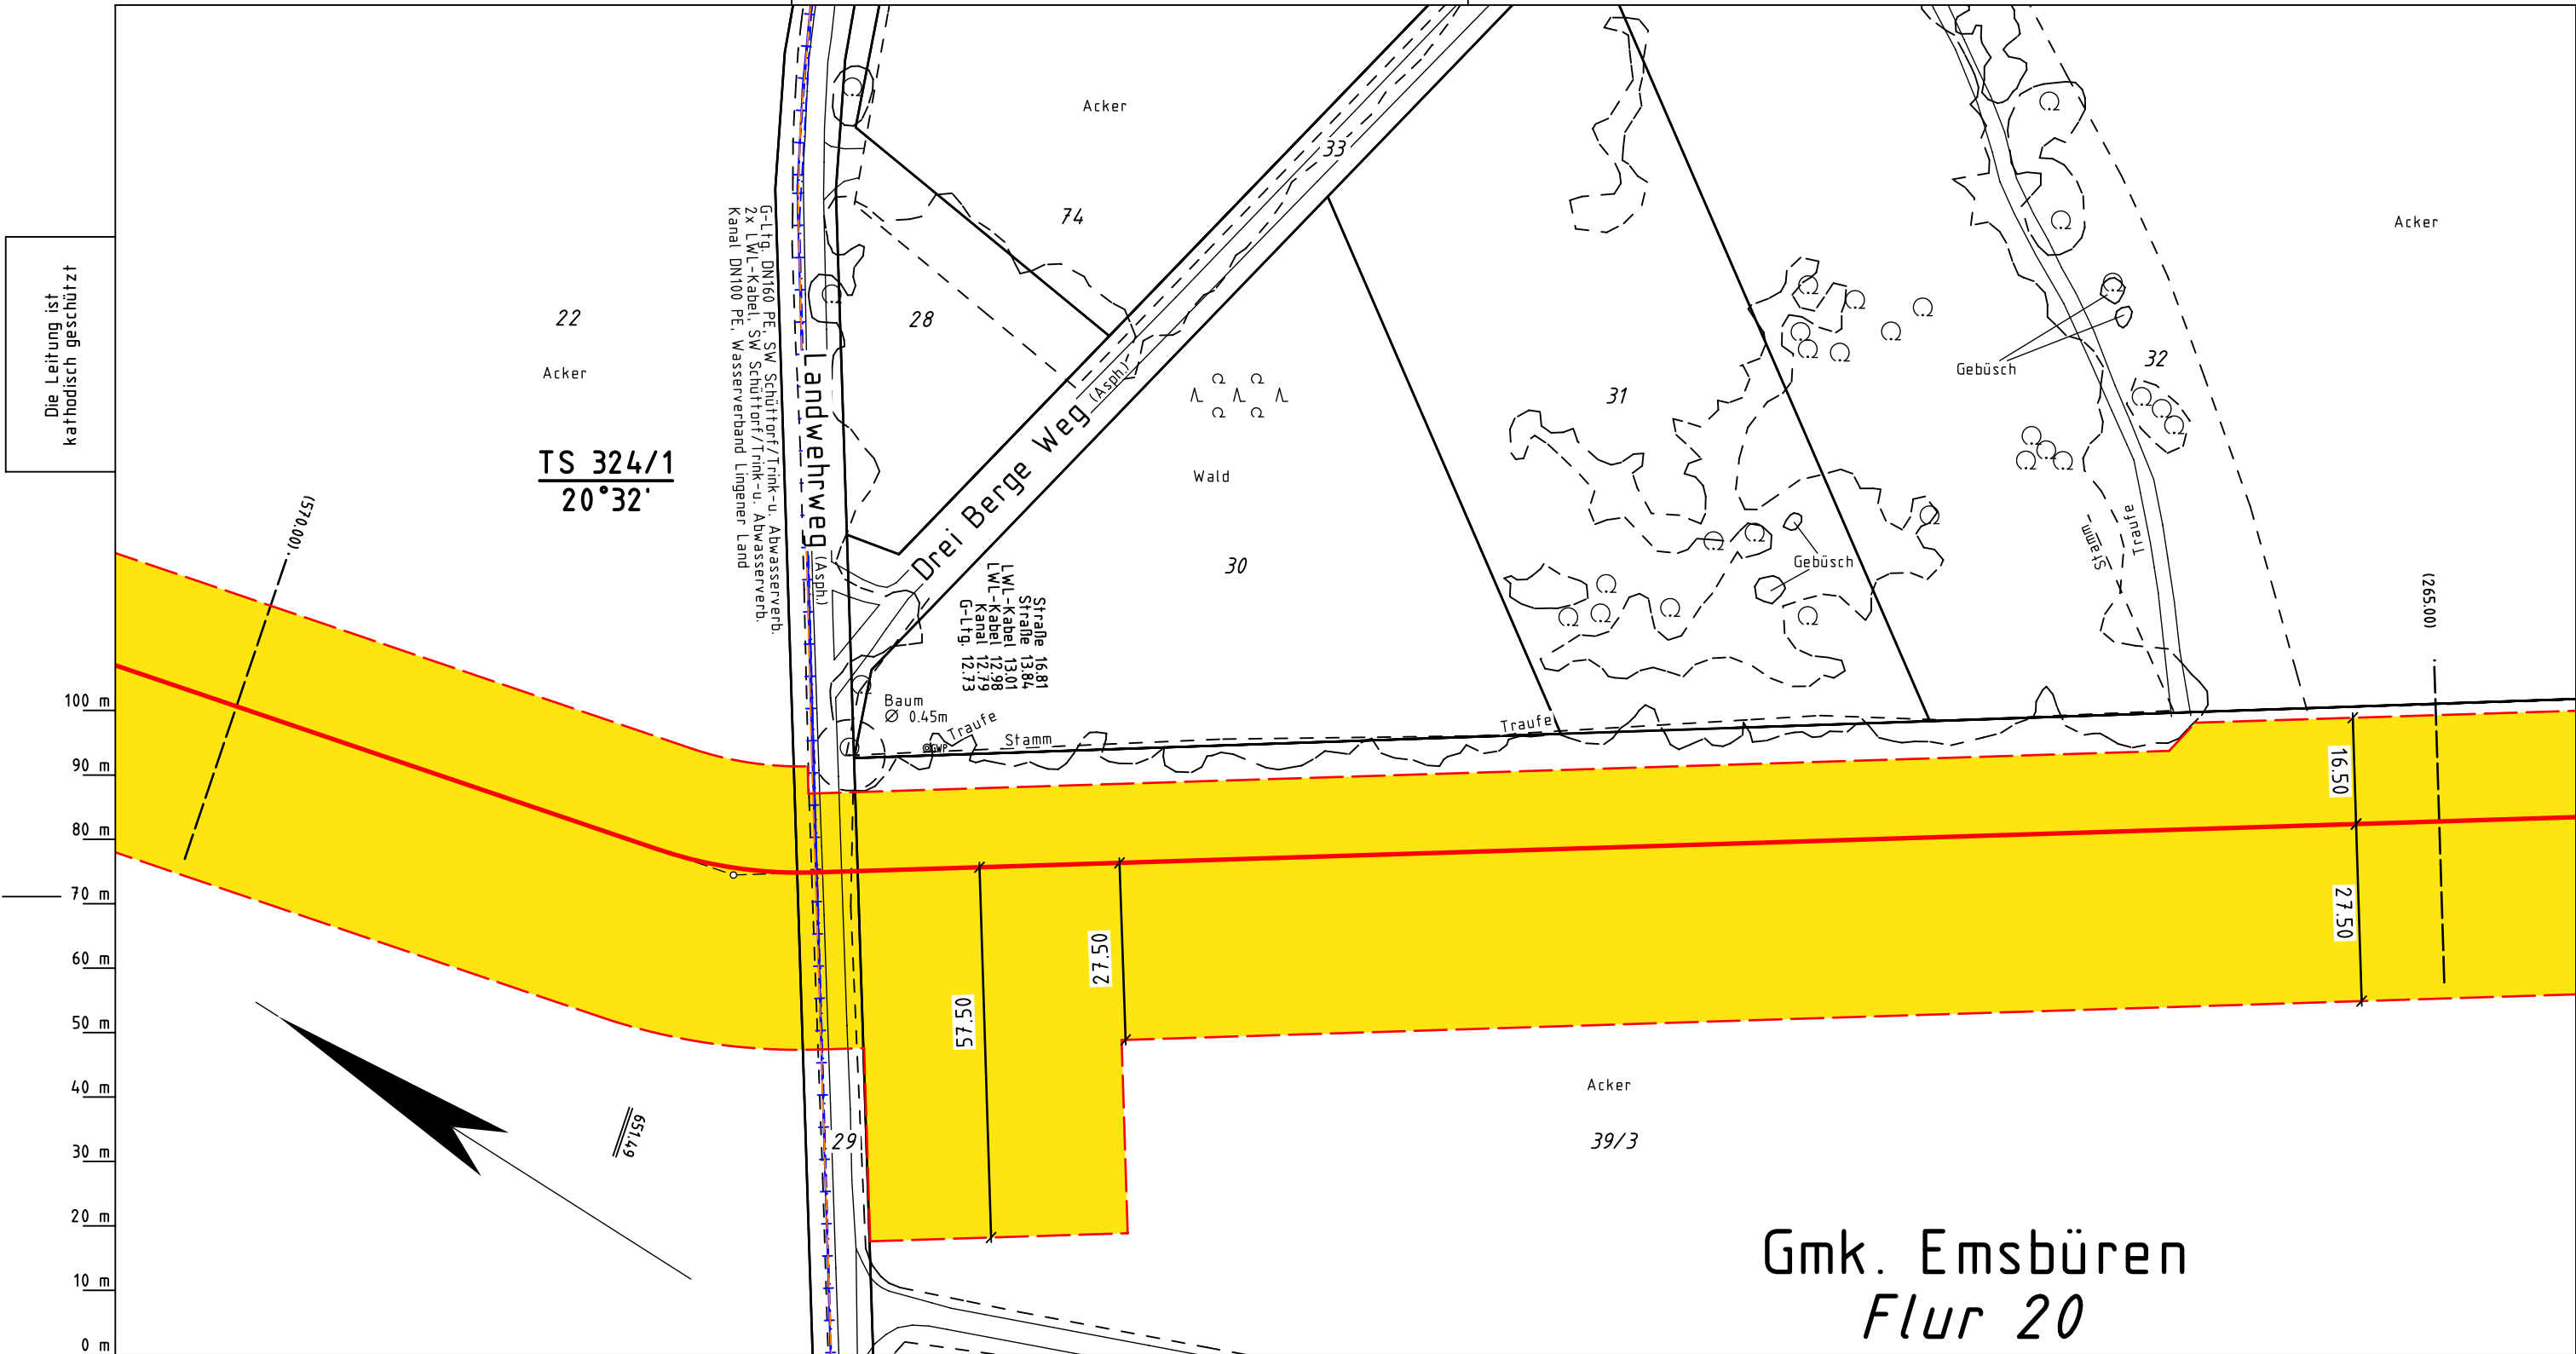 Die Leitung ist
kathodisch geschützt
(570.00)
22
Acker
TS 324/1
20°32'
G-Ltg. DN160 PE, SW Schüttorf/Trink-u. Abwasserverb.
2x LWL-Kabel, SW Schüttorf/Trink-u. Abwasserverb.
Kanal DN100 PE, Wasserverband Lingener Land
Landwehrweg (Asph.)
Acker
74
28
33
Drei Berge Weg (Asph.)
Wald
30
31
Gebüsch
Gebüsch
32
Acker
Traufe
Stamm
(265.00)
Straße 16.81
Straße 13.84
LWL-Kabel 13.01
LWL-Kabel 12.98
Kanal 12.79
G-Ltg. 12.73
Baum
Ø 0.45m
GWP
Traufe
Stamm
Traufe
100 m
90 m
80 m
70 m
60 m
50 m
40 m
30 m
20 m
10 m
0 m
16.50
27.50
27.50
57.50
651.49
29
Acker
39/3
Gmk. Emsbüren
Flur 20